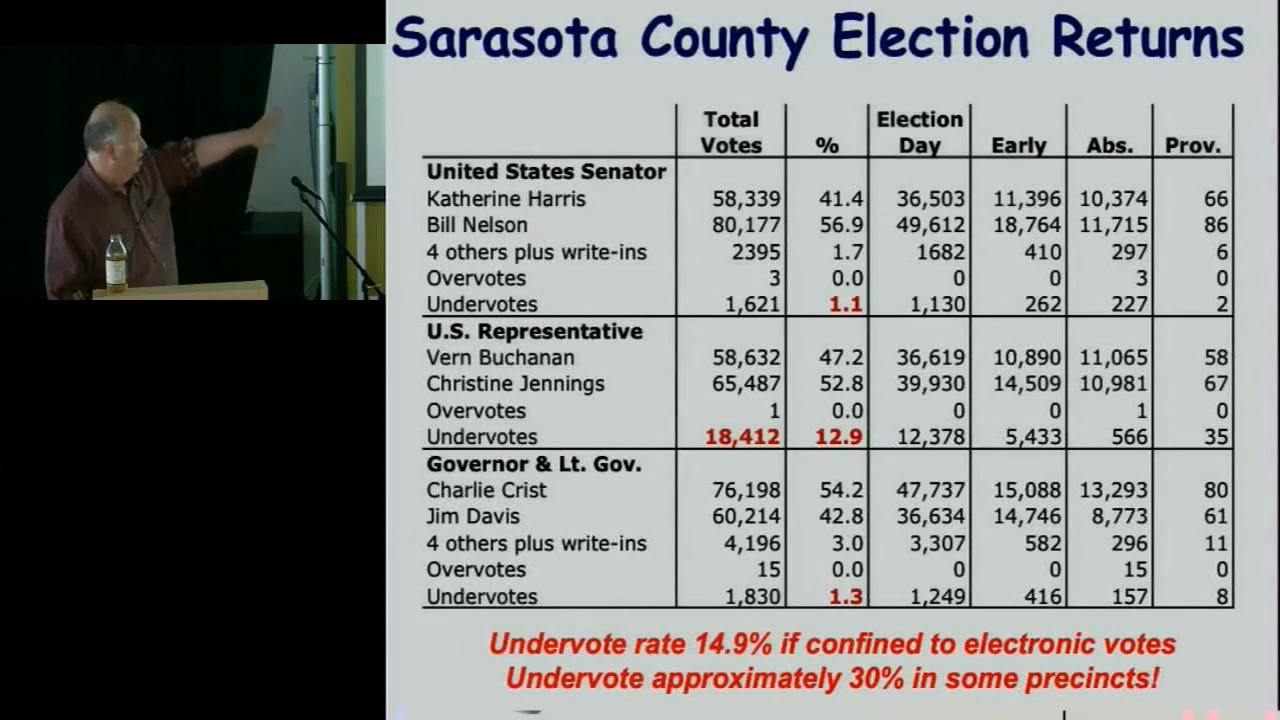 Sarasota County Election Returns
Total Votes % Election Day Early Abs. Prov.
United States Senator
Katherine Harris 58,339 41.4 36,503 11,396 10,374 66
Bill Nelson 80,177 56.9 49,612 18,764 11,715 86
4 others plus write-ins 2395 1.7 1682 410 297 6
Overvotes 3 0.0 0 0 3 0
Undervotes 1,621 1.1 1,130 262 227 2
U.S. Representative
Vern Buchanan 58,632 47.2 36,619 10,890 11,065 58
Christine Jennings 65,487 52.8 39,930 14,509 10,981 67
Overvotes 1 0.0 0 0 1 0
Undervotes 18,412 12.9 12,378 5,433 566 35
Governor & Lt. Gov.
Charlie Crist 76,198 54.2 47,737 15,088 13,293 80
Jim Davis 60,214 42.8 36,634 14,746 8,773 61
4 others plus write-ins 4,196 3.0 3,307 582 296 11
Overvotes 15 0.0 0 0 15 0
Undervotes 1,830 1.3 1,249 416 157 8
Undervote rate 14.9% if confined to electronic votes
Undervote approximately 30% in some precincts!